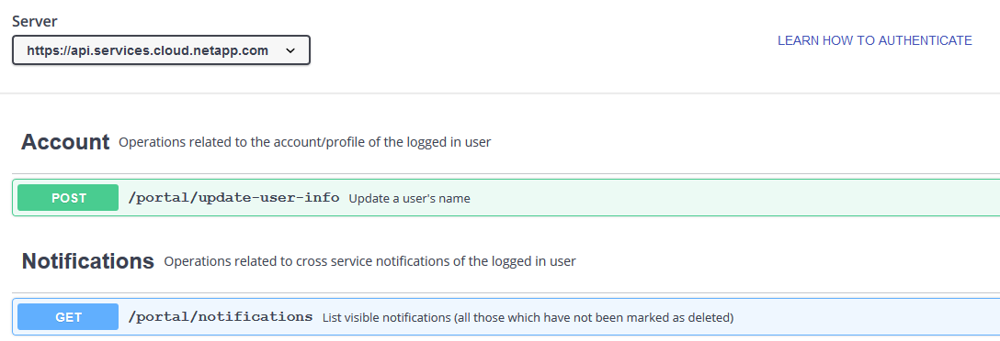 Server
https://api.services.cloud.netapp.com
LEARN HOW TO AUTHENTICATE
Account Operations related to the account/profile of the logged in user
POST /portal/update-user-info Update a user's name
Notifications Operations related to cross service notifications of the logged in user
GET /portal/notifications List visible notifications (all those which have not been marked as deleted)